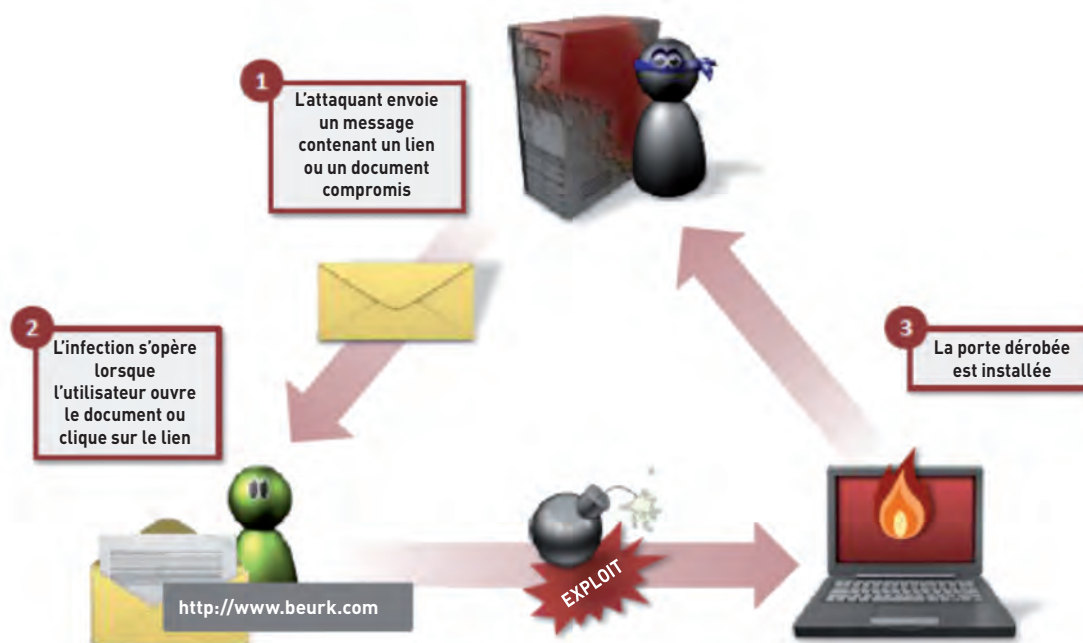 1
L'attaquant envoie
un message
contenant un lien
ou un document
compromis
2
L'infection s'opère
lorsque
l'utilisateur ouvre
le document ou
clique sur le lien
3
La porte dérobée
est installée
http://www.beurk.com
EXPLOIT